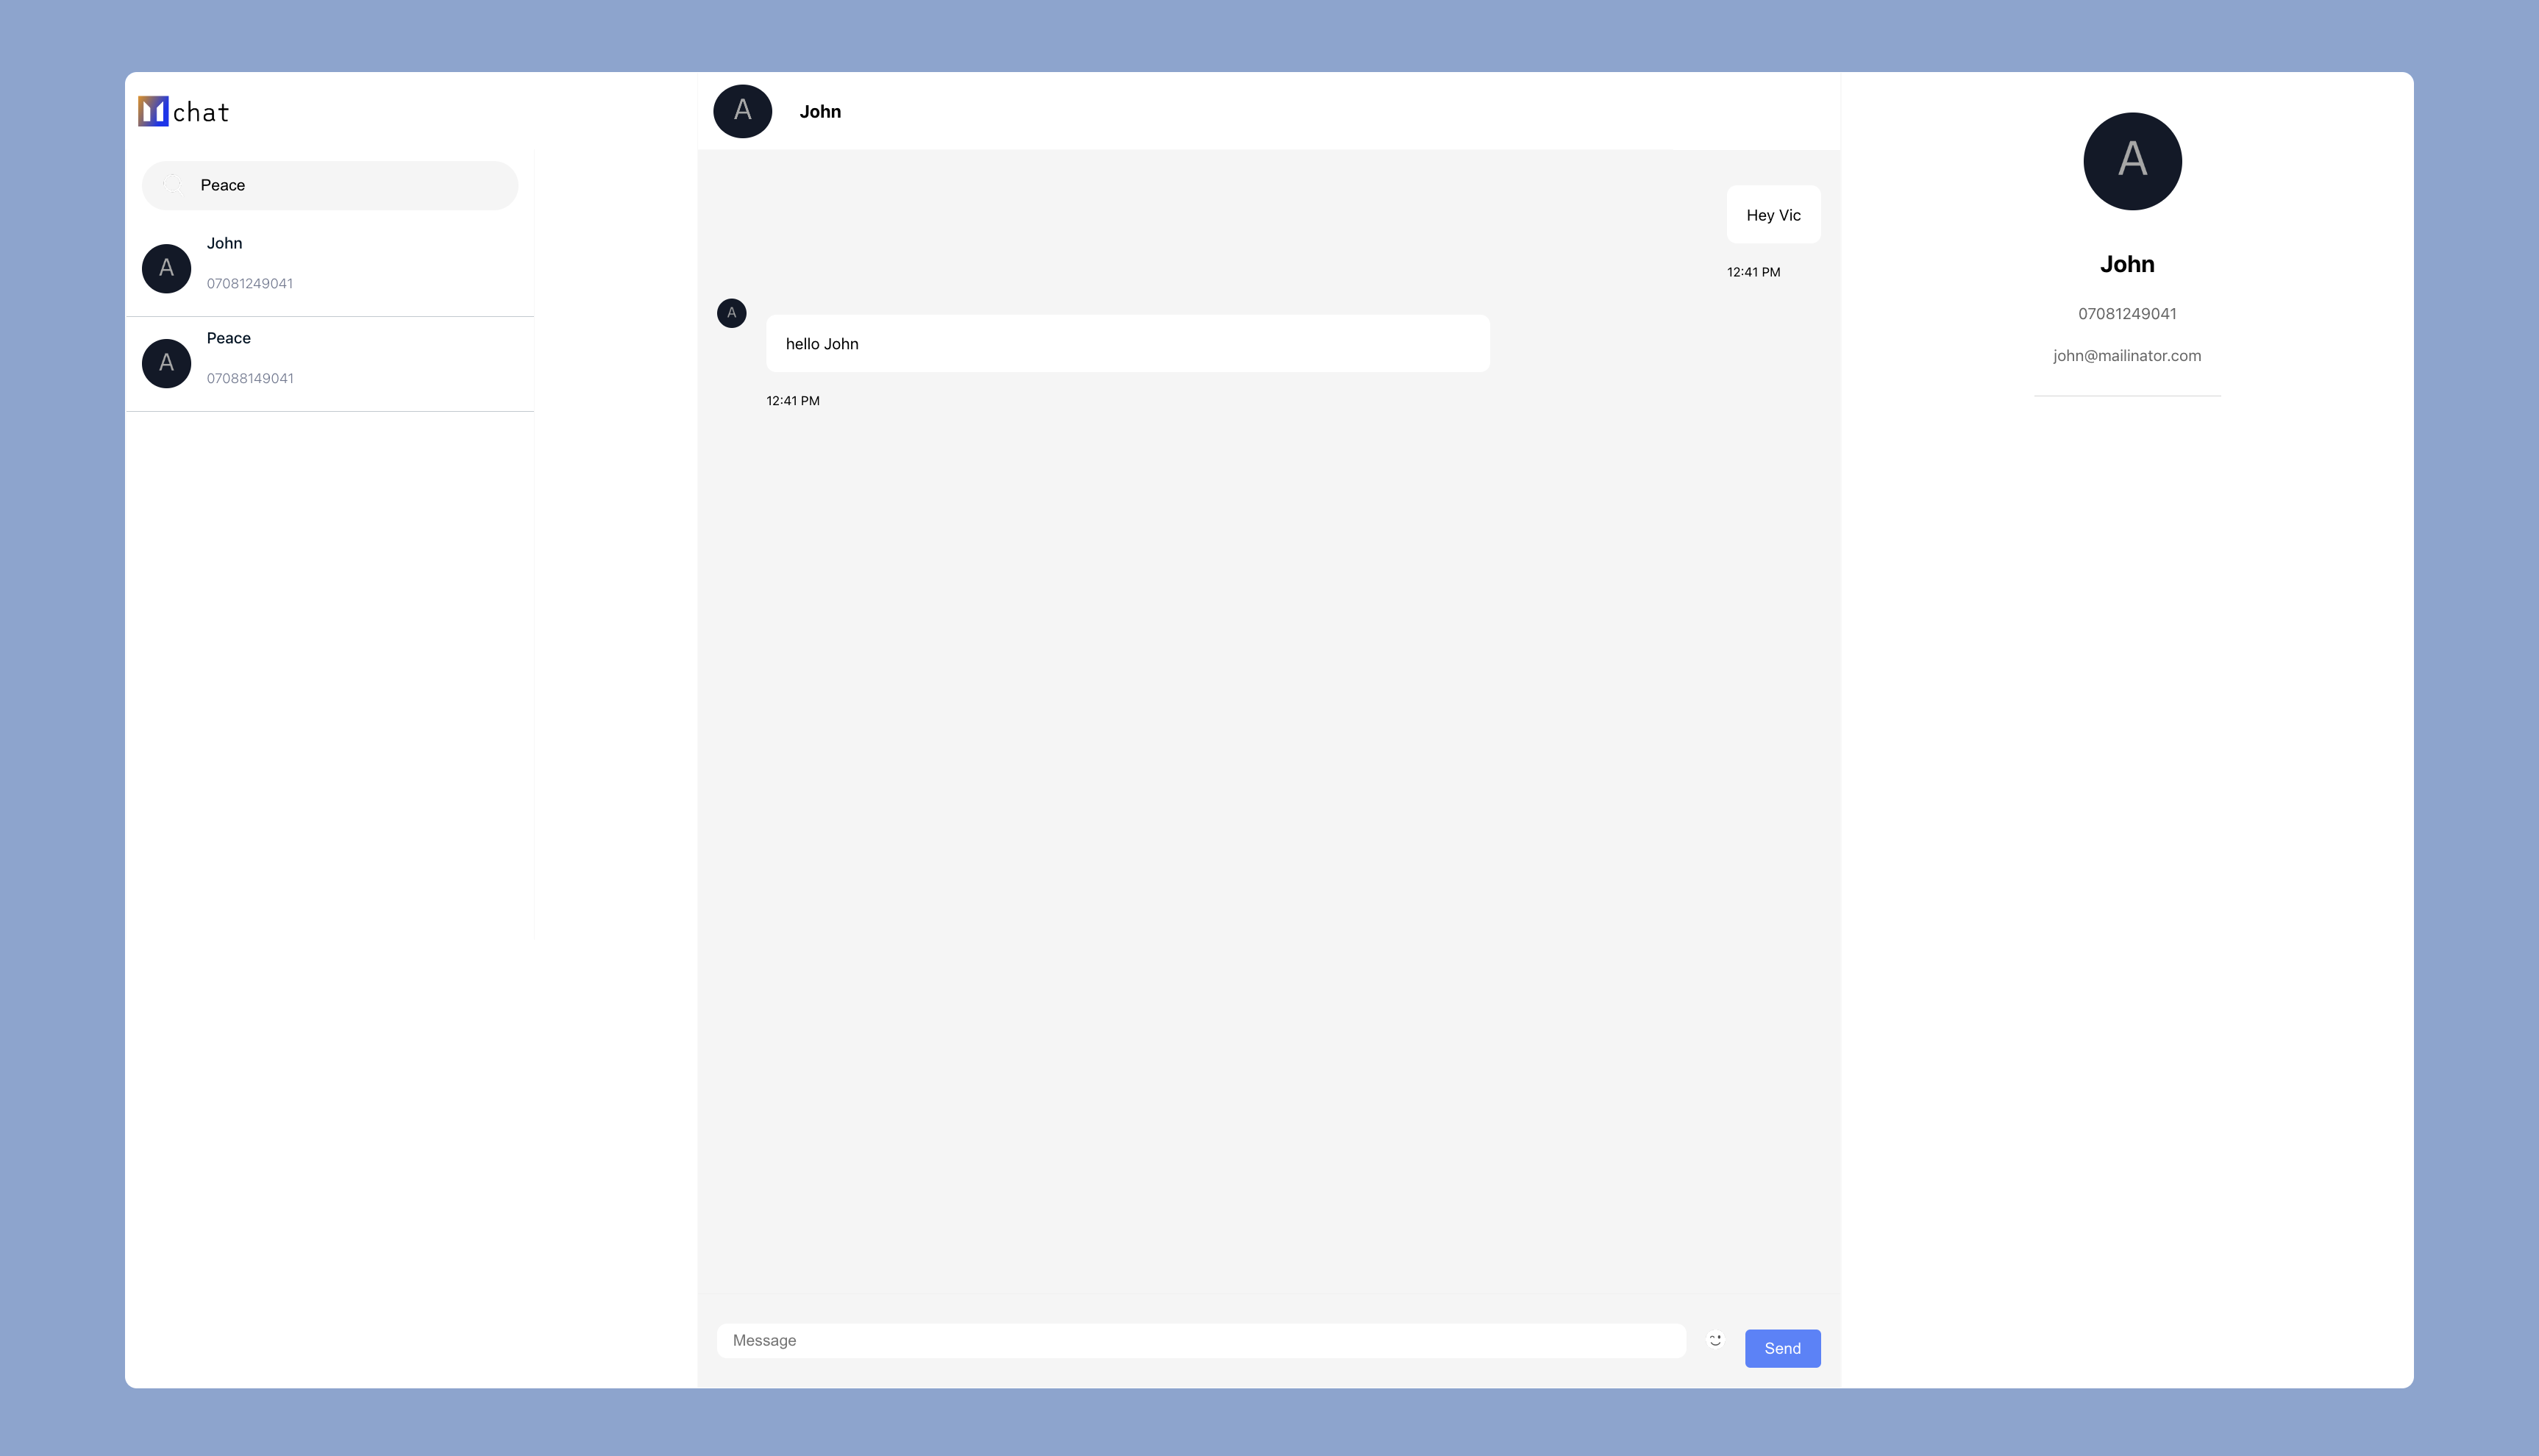 chat
Peace
John
07081249041
Peace
07088149041
A
A
A
John
Hey Vic
12:41 PM
A
hello John
12:41 PM
Message
Send
A
John
07081249041
john@mailinator.com